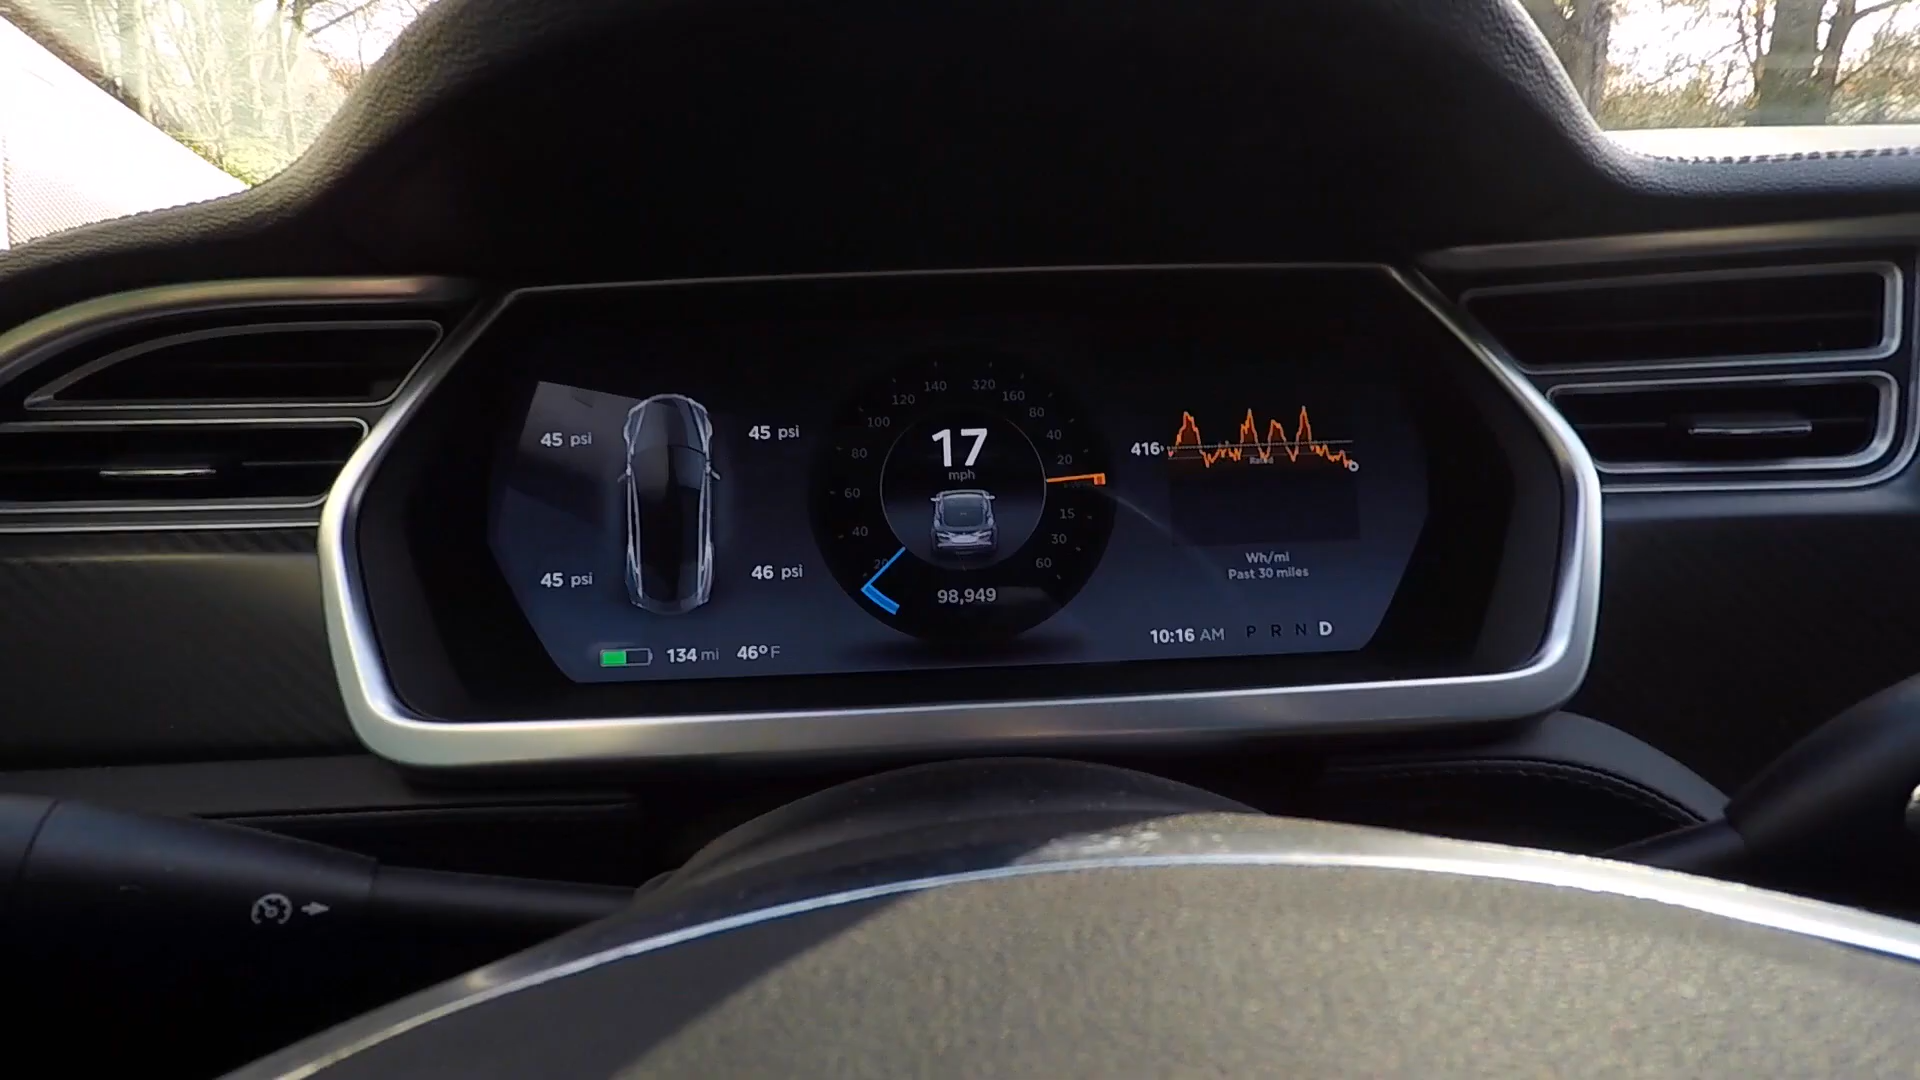 45 psi
45 psi
45 psi
46 psi
134 mi
46° F
140
320
120
160
100
80
80
40
60
20
40
15
20
30
60
17
mph
98,949
416
Rated
Wh/mi
Past 30 miles
10:16 AM
P R N D